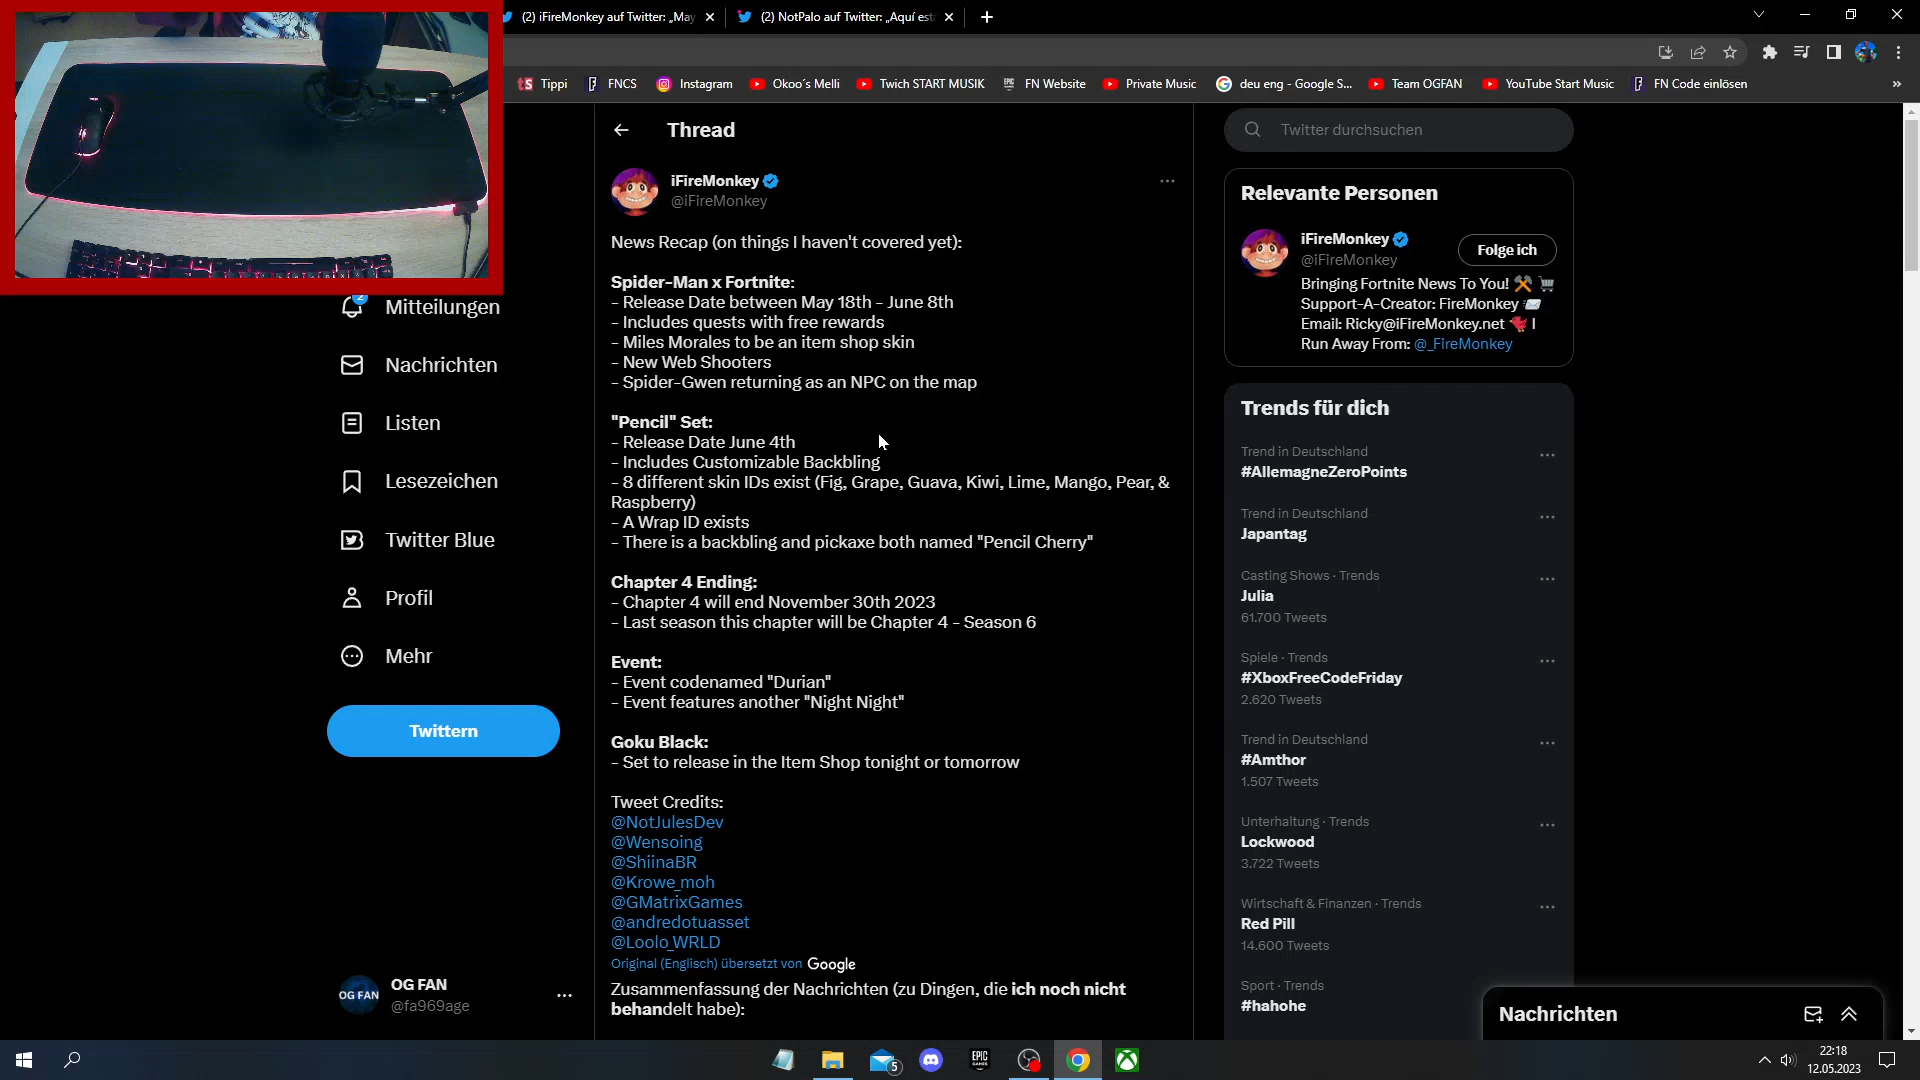 (2) iFireMonkey auf Twitter: „May
(2) NotPalo auf Twitter: „Aquí est
Tippi
FNCS
Instagram
Okoo´s Melli
Twich START MUSIK
FN Website
Private Music
deu eng - Google S...
Team OGFAN
YouTube Start Music
FN Code einlösen
»
Mitteilungen
2
Nachrichten
Listen
Lesezeichen
Twitter Blue
Profil
Mehr
Twittern
OG FAN
OG FAN
@fa969age
Thread
iFireMonkey
@iFireMonkey
News Recap (on things I haven't covered yet):
Spider-Man x Fortnite:
- Release Date between May 18th - June 8th
- Includes quests with free rewards
- Miles Morales to be an item shop skin
- New Web Shooters
- Spider-Gwen returning as an NPC on the map
"Pencil" Set:
- Release Date June 4th
- Includes Customizable Backbling
- 8 different skin IDs exist (Fig, Grape, Guava, Kiwi, Lime, Mango, Pear, &
Raspberry)
- A Wrap ID exists
- There is a backbling and pickaxe both named "Pencil Cherry"
Chapter 4 Ending:
- Chapter 4 will end November 30th 2023
- Last season this chapter will be Chapter 4 - Season 6
Event:
- Event codenamed "Durian"
- Event features another "Night Night"
Goku Black:
- Set to release in the Item Shop tonight or tomorrow
Tweet Credits:
@NotJulesDev
@Wensoing
@ShiinaBR
@Krowe_moh
@GMatrixGames
@andredotuasset
@Loolo_WRLD
Original (Englisch) übersetzt von Google
Zusammenfassung der Nachrichten (zu Dingen, die ich noch nicht
behandelt habe):
Twitter durchsuchen
Relevante Personen
iFireMonkey
@iFireMonkey
Folge ich
Bringing Fortnite News To You! ⚒️ 🛒
Support-A-Creator: FireMonkey 📨
Email: Ricky@iFireMonkey.net 🐦 I
Run Away From: @_FireMonkey
Trends für dich
Trend in Deutschland
#AllemagneZeroPoints
Trend in Deutschland
Japantag
Casting Shows · Trends
Julia
61.700 Tweets
Spiele · Trends
#XboxFreeCodeFriday
2.620 Tweets
Trend in Deutschland
#Amthor
1.507 Tweets
Unterhaltung · Trends
Lockwood
3.722 Tweets
Wirtschaft & Finanzen · Trends
Red Pill
14.600 Tweets
Sport · Trends
#hahohe
Nachrichten
5
EPIC
GAMES
22:18
12.05.2023